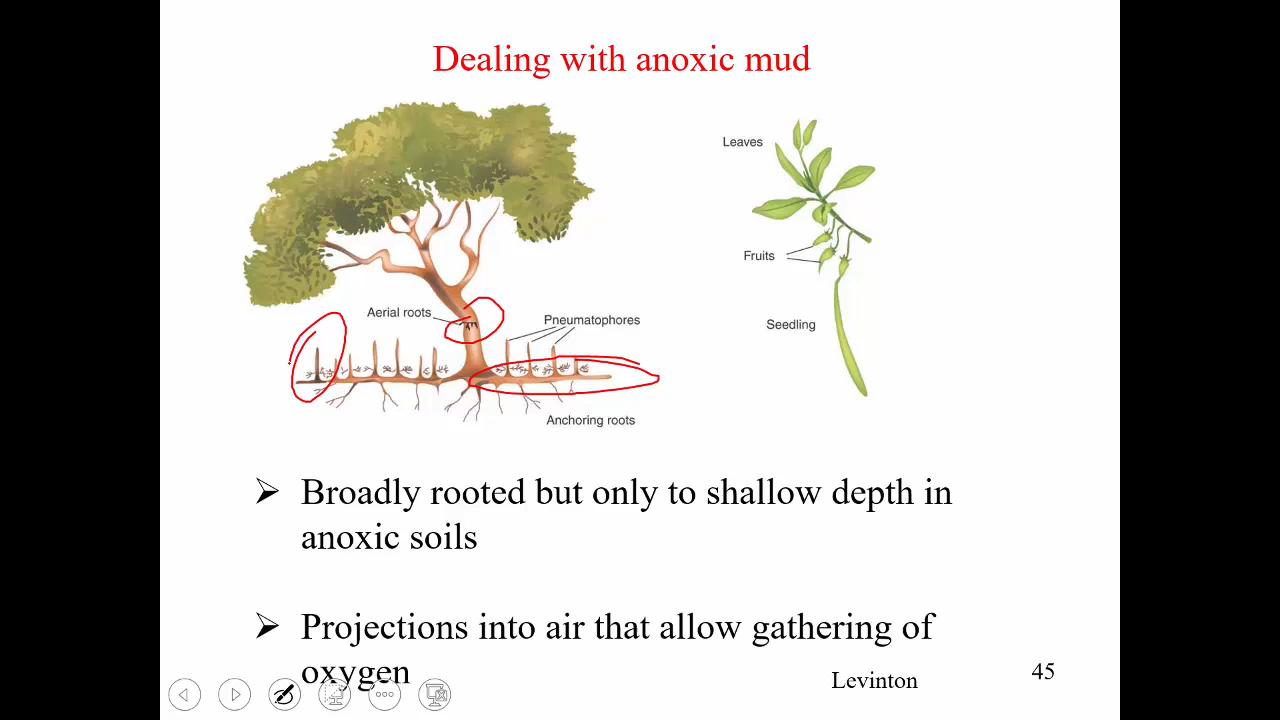 Dealing with anoxic mud
Leaves
Fruits
Aerial roots
Pneumatophores
Seedling
Anchoring roots
➢ Broadly rooted but only to shallow depth in
anoxic soils
➢ Projections into air that allow gathering of
oxygen
Levinton
45